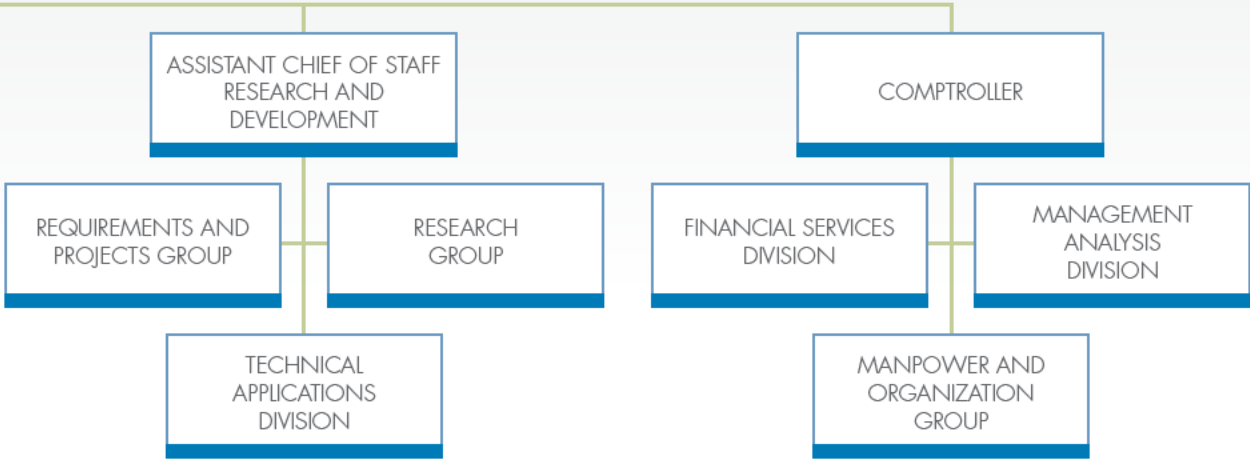 ASSISTANT CHIEF OF STAFF
RESEARCH AND
DEVELOPMENT
COMPTROLLER
REQUIREMENTS AND
PROJECTS GROUP
RESEARCH
GROUP
FINANCIAL SERVICES
DIVISION
MANAGEMENT
ANALYSIS
DIVISION
TECHNICAL
APPLICATIONS
DIVISION
MANPOWER AND
ORGANIZATION
GROUP